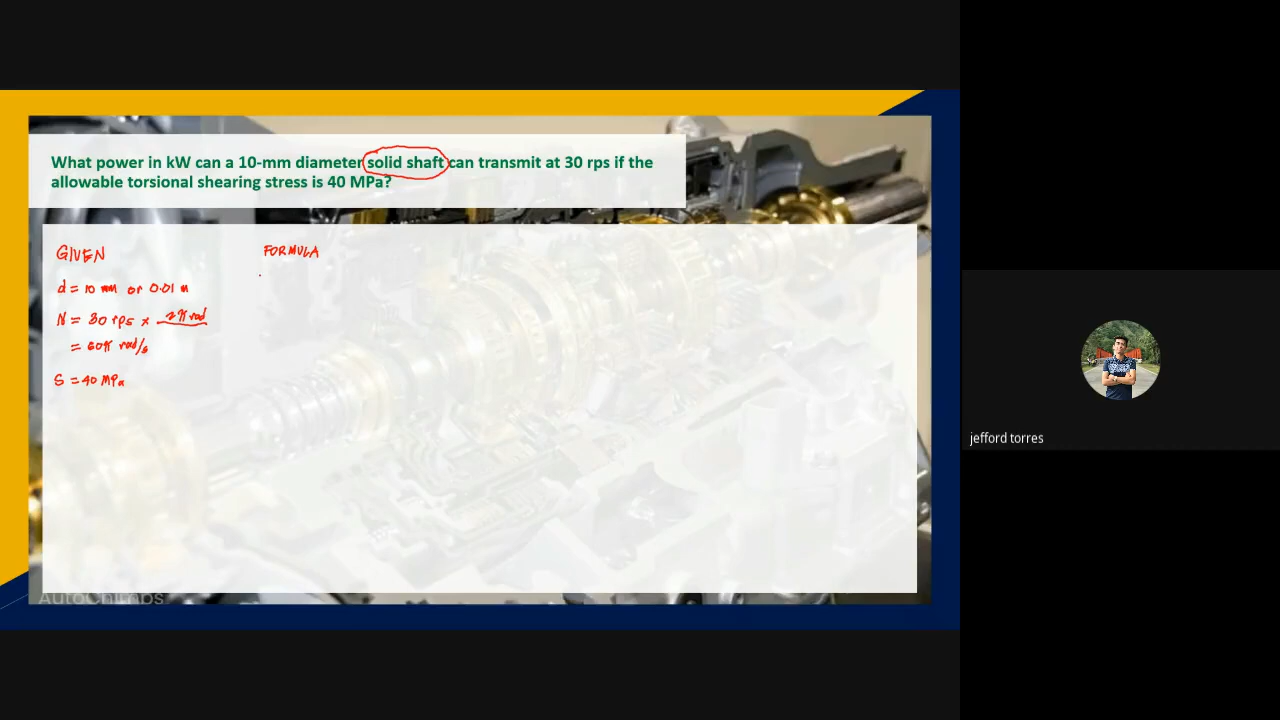 What power in kW can a 10-mm diameter solid shaft can transmit at 30 rps if the
allowable torsional shearing stress is 40 MPa?
GIVEN
FORMULA
d = 10 mm or 0.01 m
N = 30 rps × 2π rad
= 60π rad/s
S = 40 MPa
AutoChimps
jefford torres